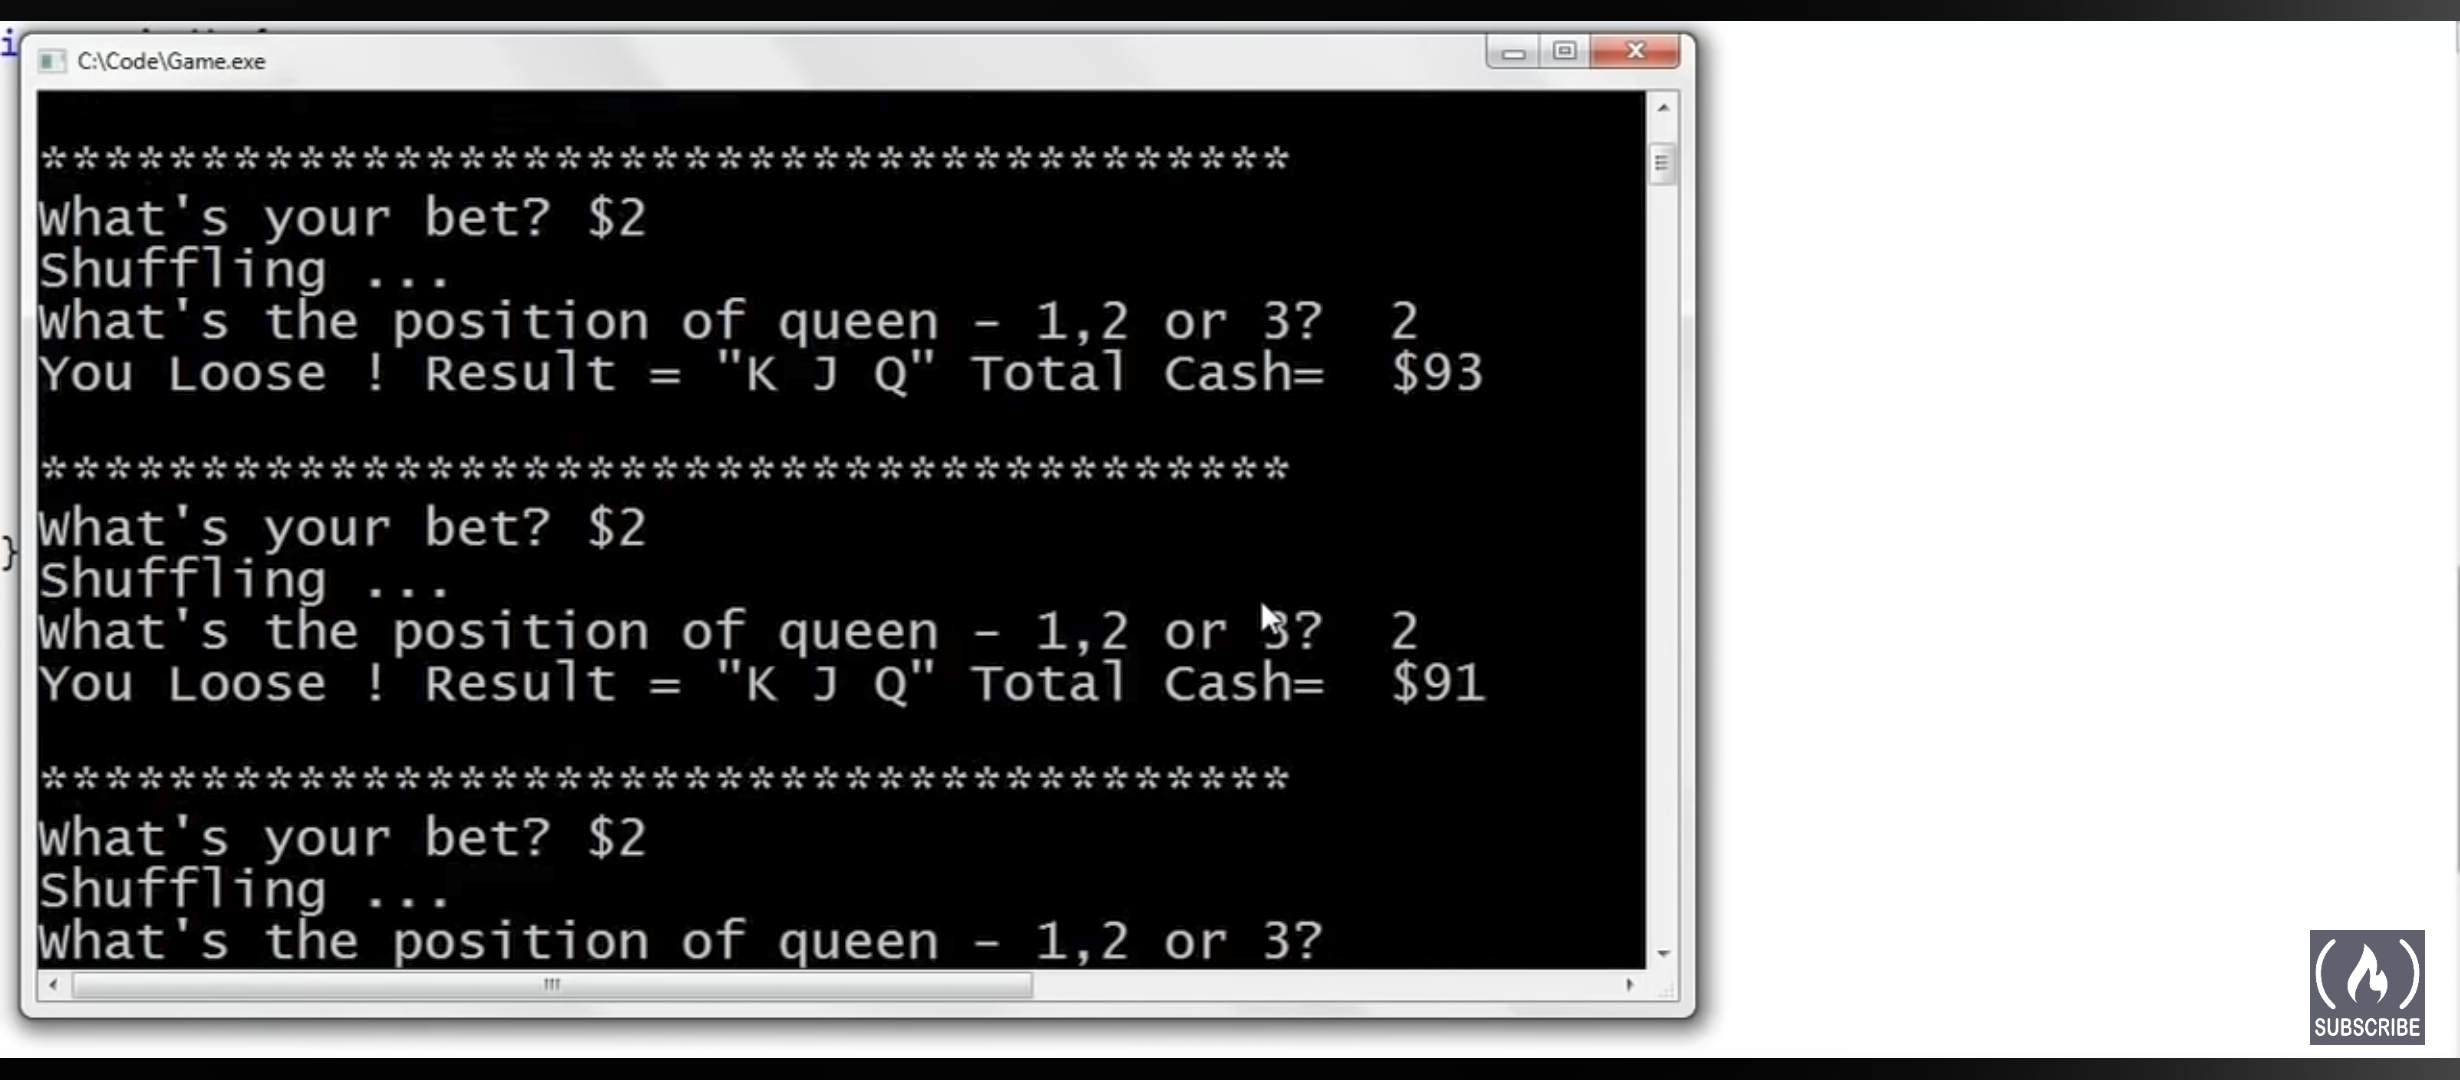 C:\Code\Game.exe
****************************************
What's your bet? $2
Shuffling ...
What's the position of queen – 1,2 or 3?  2
You Loose ! Result = "K J Q" Total Cash=  $93
****************************************
What's your bet? $2
Shuffling ...
What's the position of queen – 1,2 or 3?  2
You Loose ! Result = "K J Q" Total Cash=  $91
****************************************
What's your bet? $2
Shuffling ...
What's the position of queen – 1,2 or 3?
}
SUBSCRIBE